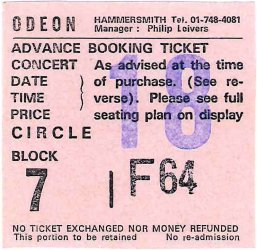 ODEON HAMMERSMITH Tel. 01-748-4081
Manager : Philip Leivers
ADVANCE BOOKING TICKET
CONCERT ) As advised at the time
DATE ) of purchase. (See re-
TIME ) verse). Please see full
PRICE ) seating plan on display
CIRCLE
18
BLOCK
7 F64
NO TICKET EXCHANGED NOR MONEY REFUNDED
This portion to be retained No re-admission